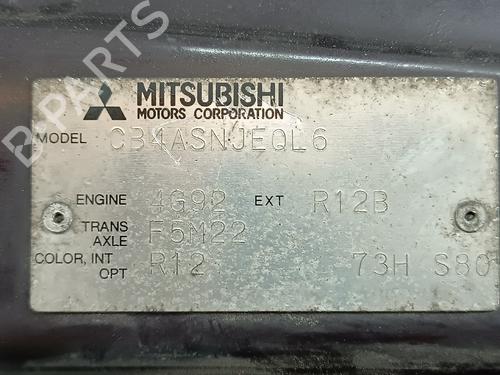 B-PARTS
MITSUBISHI
MOTORS CORPORATION
MODEL CB4ASNJEQL6
ENGINE 4G92 EXT R12B
TRANS
AXLE F5M22
COLOR, INT R12 73H S80
OPT